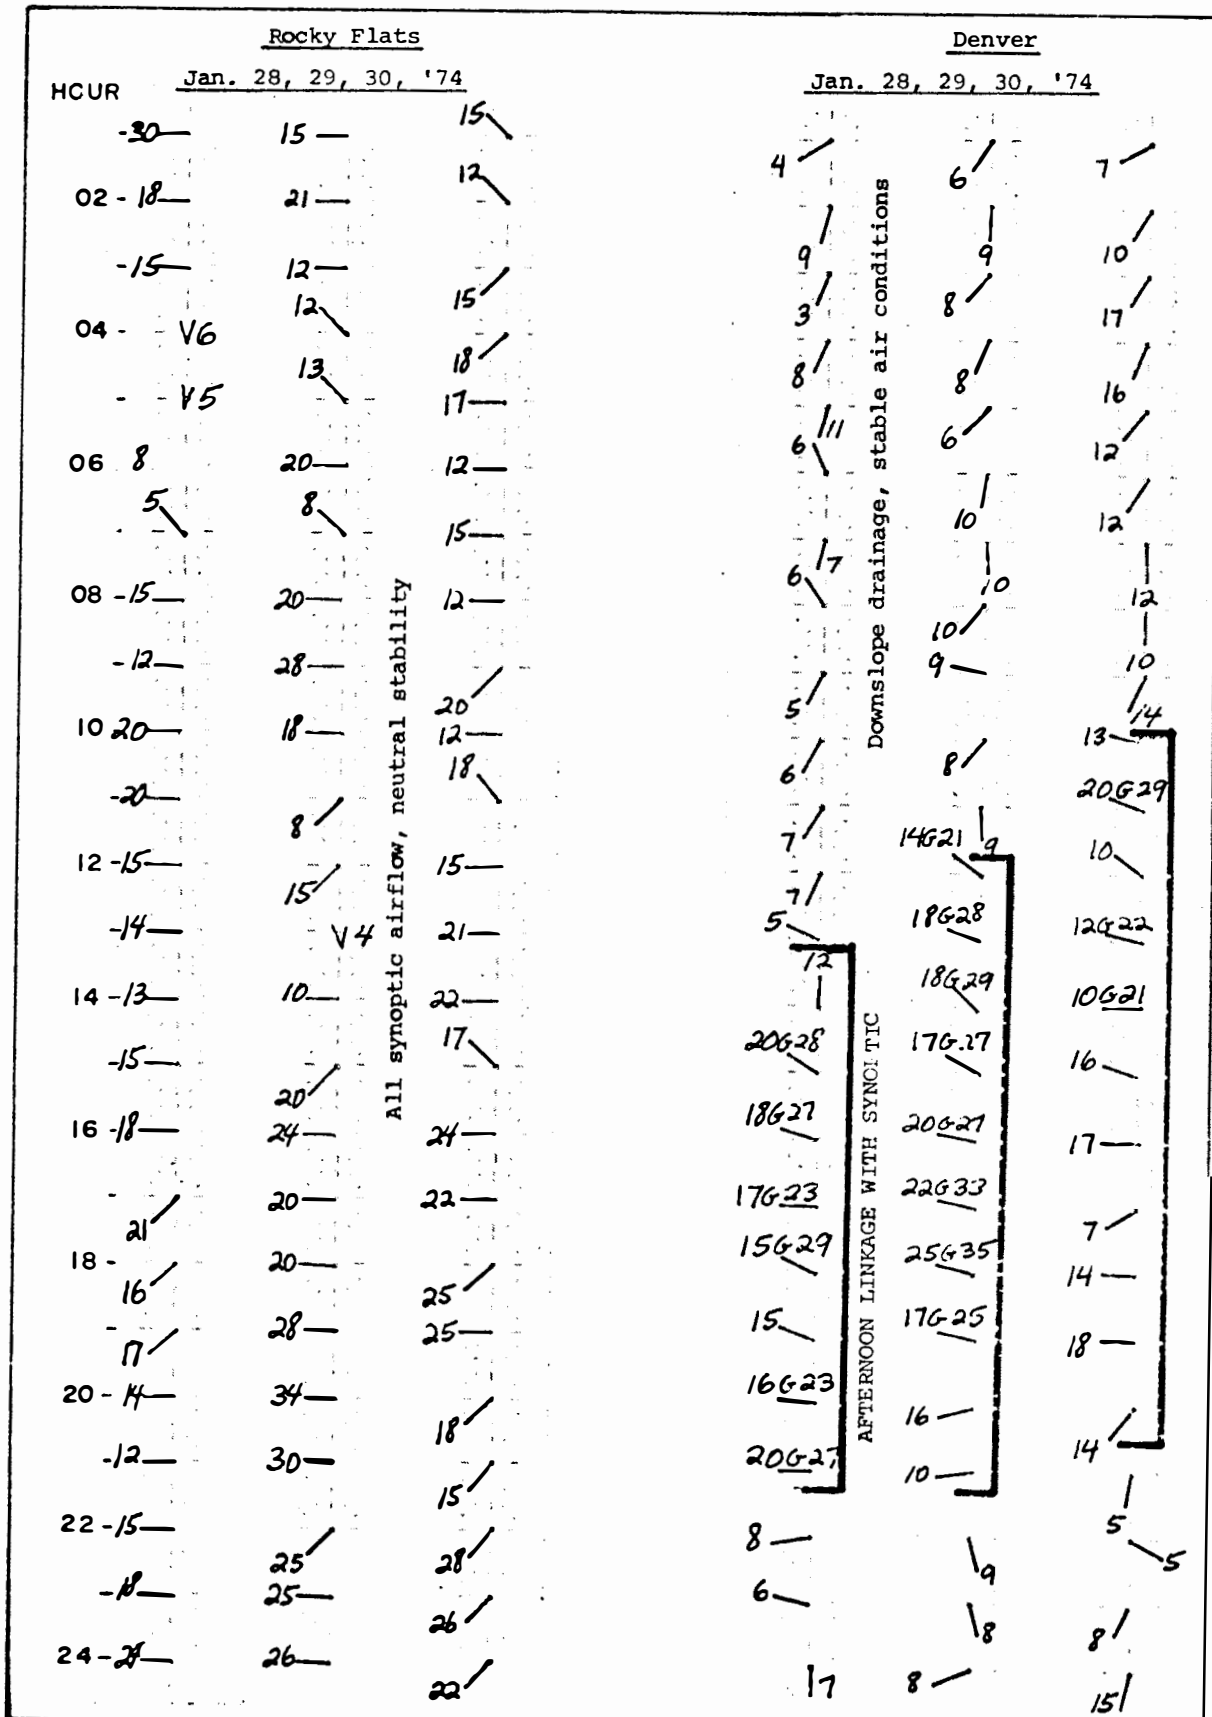 Rocky Flats
Denver
Jan. 28, 29, 30, '74
Jan. 28, 29, 30, '74
HOUR
-30 15 15 4 6 7
02 - 18 21 12 9 9 10
-15 12 15 3 8 17
04 - V6 12 18 8 8 16
- V5 13 17 11 6 12
06 8 20 12 6 10 12
5 8 15 7 10 12
08 -15 20 12 6 10 10
-12 28 20 5 9 14
10 20 18 12 6 8 13
-20 8 18 7 9 20G29
12 -15 15 15 7 14G21 10
-14 V4 21 5 18G28 12G22
14 -13 10 22 12 18G29 10G21
-15 20 17 20G28 17G27 16
16 -18 24 24 18G27 20G27 17
- 21 20 22 17G23 22G33 7
18 - 16 20 25 15G29 25G35 14
- 17 28 25 15 17G25 18
20 - 14 34 18 16G23 16 14
-12 30 15 20G27 10 5
22 -15 25 28 8 9 5
-18 25 26 6 8 8
24 - 26 22 7 8 15
All synoptic airflow, neutral stability
Downslope drainage, stable air conditions
AFTERNOON LINKAGE WITH